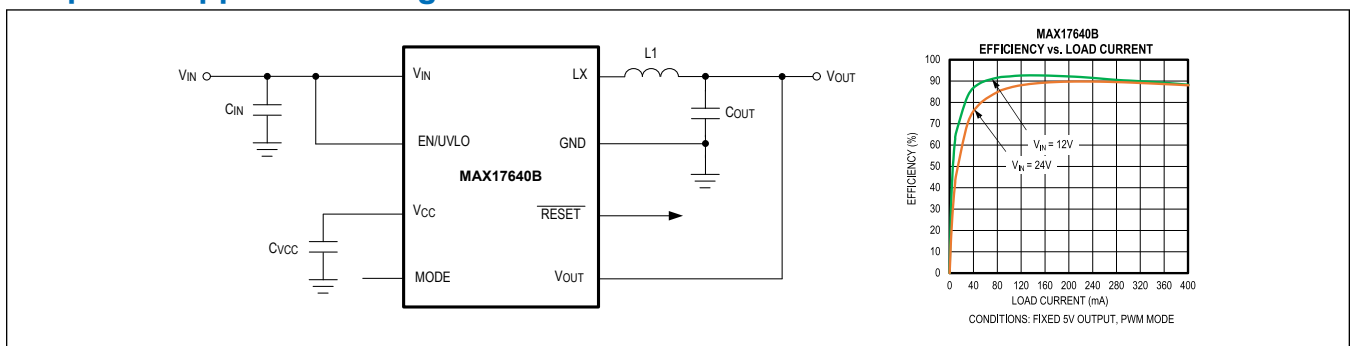 VIN
CIN
EN/UVLO
VIN
LX
L1
VOUT
COUT
GND
MAX17640B
VCC
CVCC
RESET
MODE
VOUT
MAX17640B
EFFICIENCY vs. LOAD CURRENT
EFFICIENCY (%)
100
90
80
70
60
50
40
30
20
10
0
VIN = 12V
VIN = 24V
0 40 80 120 160 200 240 280 320 360 400
LOAD CURRENT (mA)
CONDITIONS: FIXED 5V OUTPUT, PWM MODE